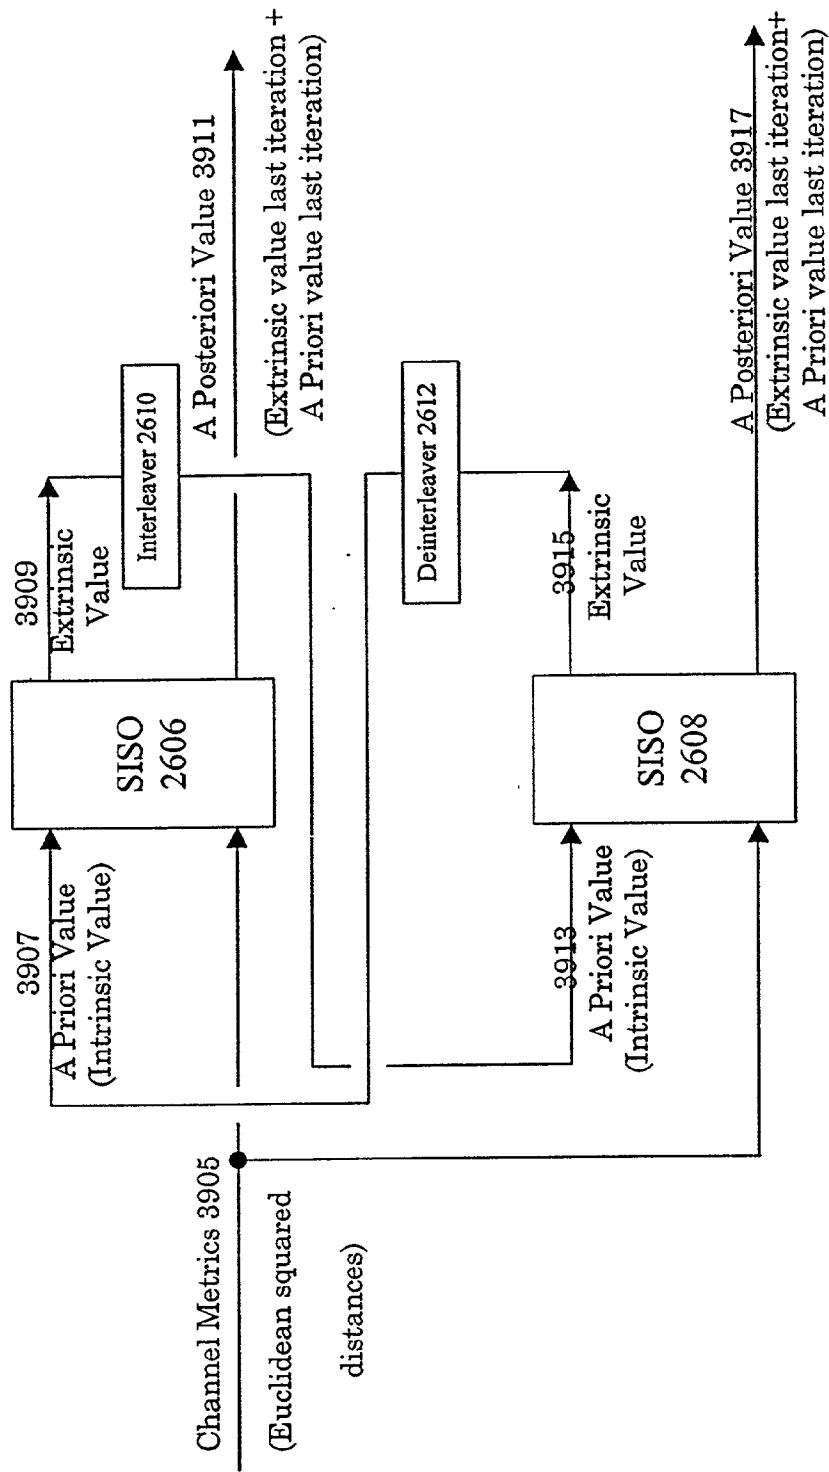 Channel Metrics 3905
(Euclidean squared
distances)
3907
A Priori Value
(Intrinsic Value)
SISO
2606
3909
Extrinsic
Value
Interleaver 2610
A Posteriori Value 3911
(Extrinsic value last iteration +
A Priori value last iteration)
Deinterleaver 2612
3913
A Priori Value
(Intrinsic Value)
SISO
2608
3915
Extrinsic
Value
A Posteriori Value 3917
(Extrinsic value last iteration+
A Priori value last iteration)